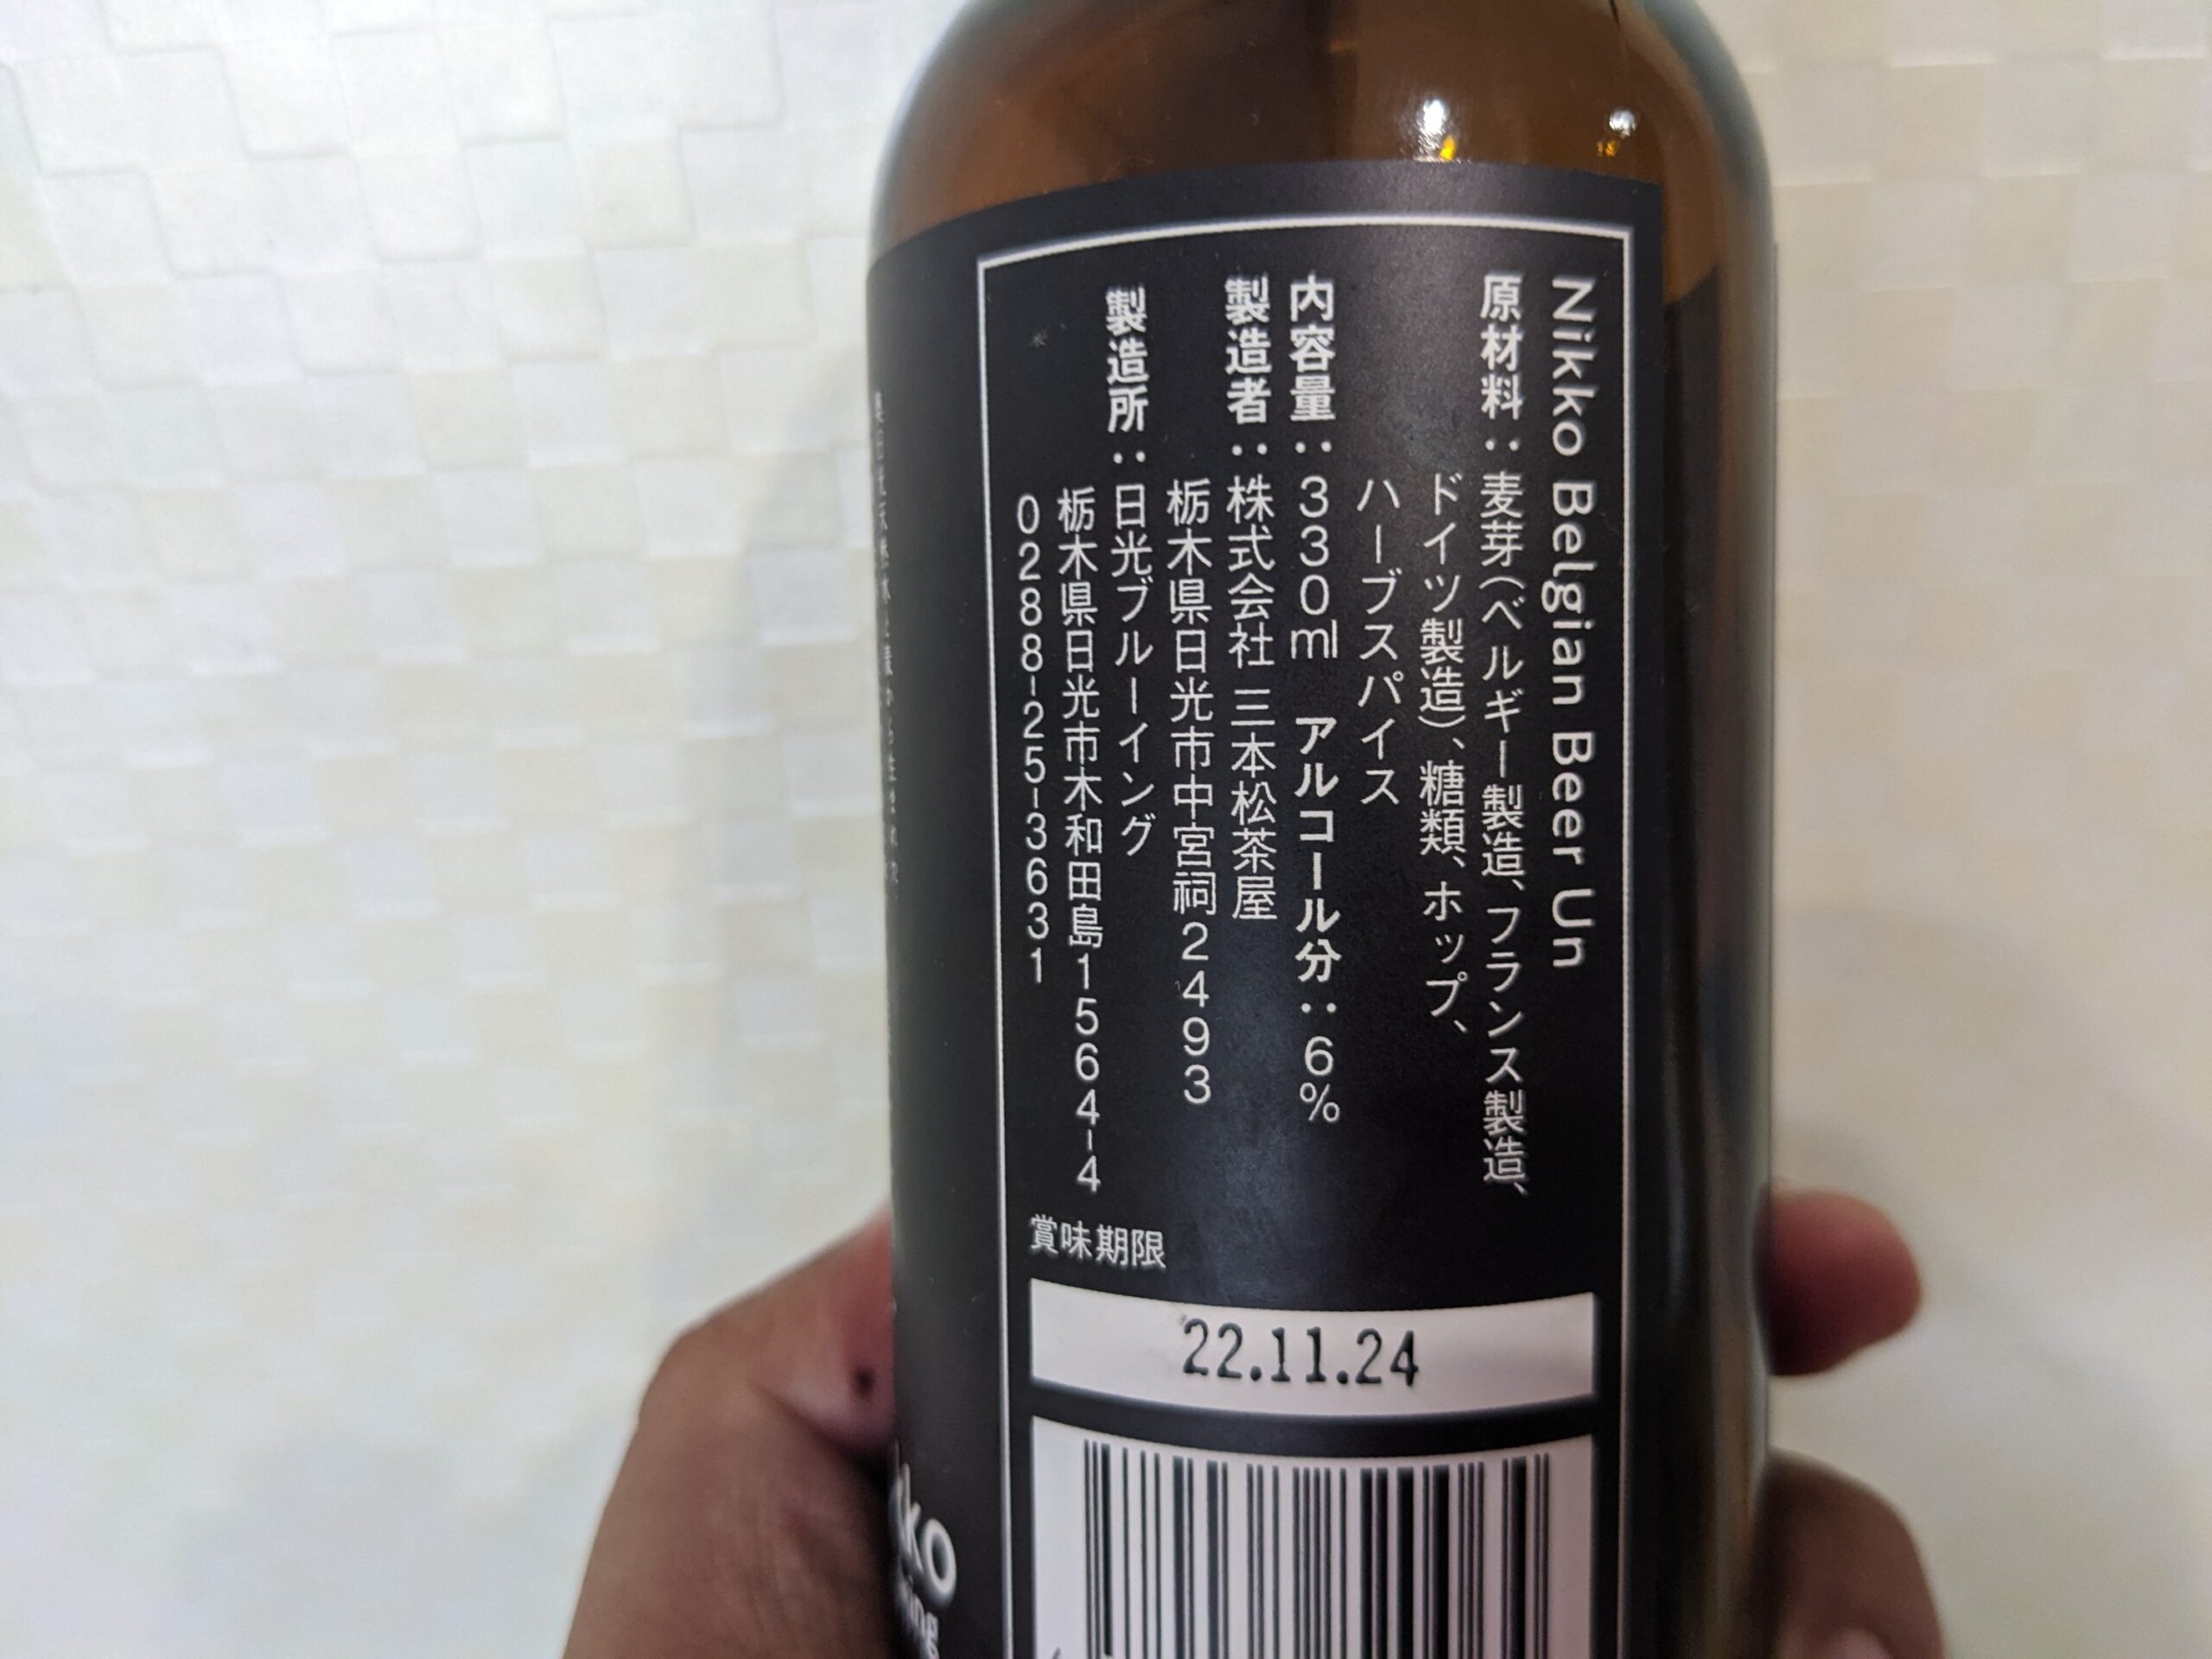 Nikko Belgian Beer Un
原材料：麦芽(ベルギー製造、フランス製造、
ドイツ製造)、糖類、ホップ、
ハーブスパイス
内容量：330ml アルコール分：6%
製造者：株式会社 三本松茶屋
栃木県日光市中宮祠2493
製造所：日光ブルーイング
栃木県日光市木和田島1564-4
0288-25-3631
賞味期限
22.11.24